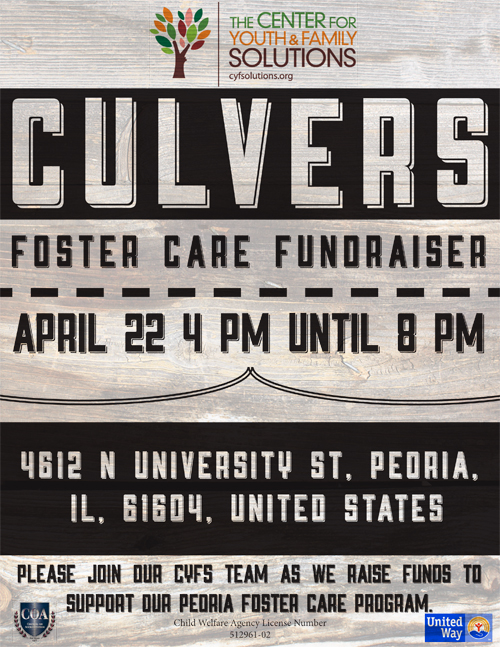 THE CENTER FOR
YOUTH & FAMILY
SOLUTIONS
cyfsolutions.org
CULVERS
FOSTER CARE FUNDRAISER
APRIL 22 4 PM UNTIL 8 PM
4612 N UNIVERSITY ST, PEORIA,
IL, 61604, UNITED STATES
PLEASE JOIN OUR CYFS TEAM AS WE RAISE FUNDS TO
SUPPORT OUR PEORIA FOSTER CARE PROGRAM.
COA
Child Welfare Agency License Number
512961-02
United
Way